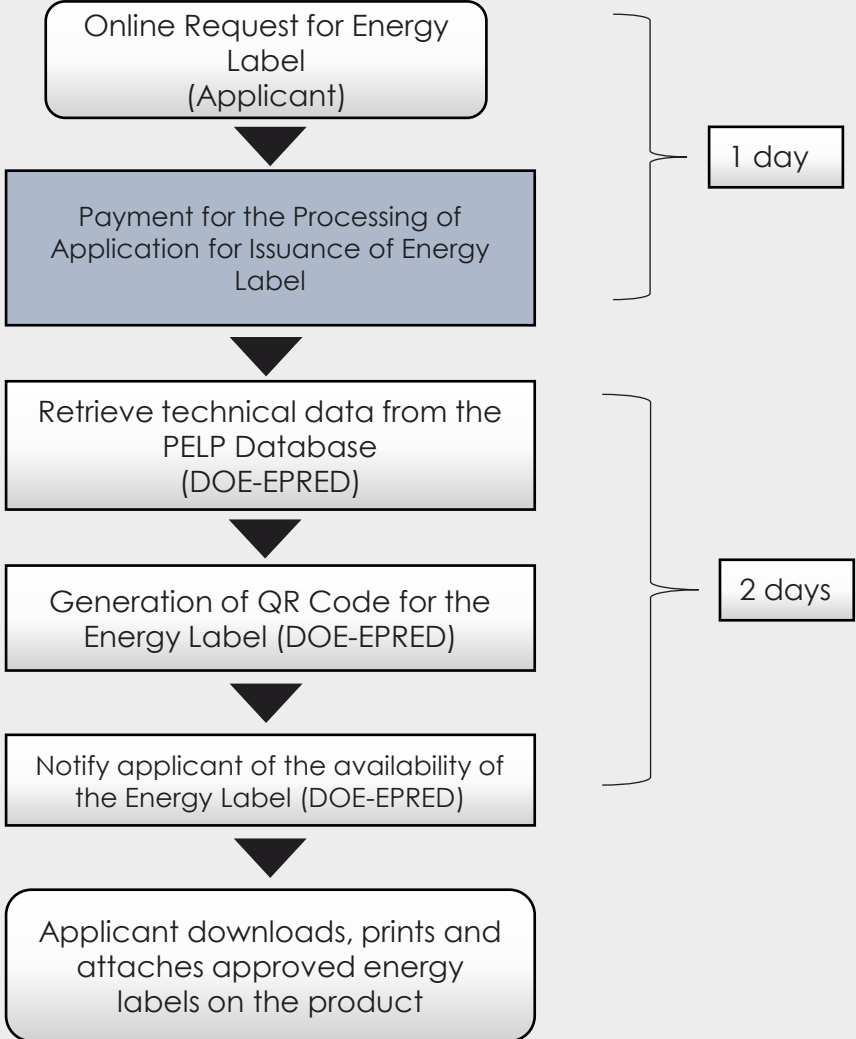 Online Request for Energy
Label
(Applicant)
1 day
Payment for the Processing of
Application for Issuance of Energy
Label
Retrieve technical data from the
PELP Database
(DOE-EPRED)
Generation of QR Code for the
Energy Label (DOE-EPRED)
2 days
Notify applicant of the availability of
the Energy Label (DOE-EPRED)
Applicant downloads, prints and
attaches approved energy
labels on the product